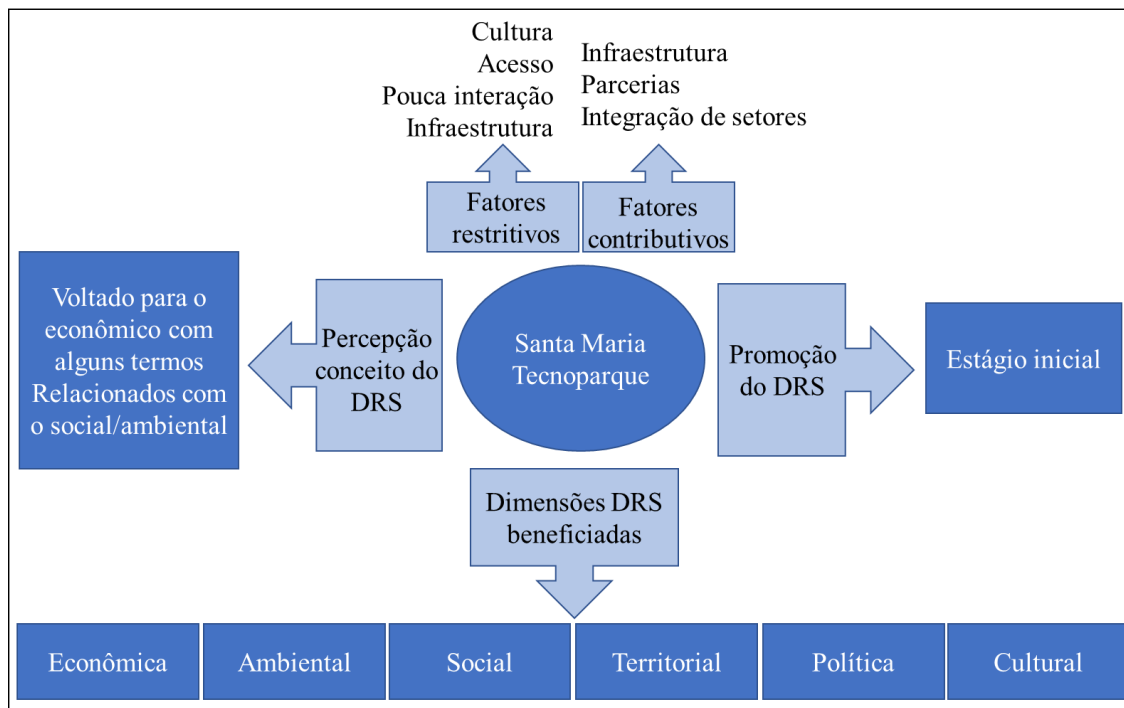 Cultura
Acesso
Pouca interação
Infraestrutura
Infraestrutura
Parcerias
Integração de setores
Fatores
restritivos
Fatores
contributivos
Voltado para o
econômico com
alguns termos
Relacionados com
o social/ambiental
Percepção
conceito do
DRS
Santa Maria
Tecnoparque
Promoção
do DRS
Estágio inicial
Dimensões DRS
beneficiadas
Econômica
Ambiental
Social
Territorial
Política
Cultural